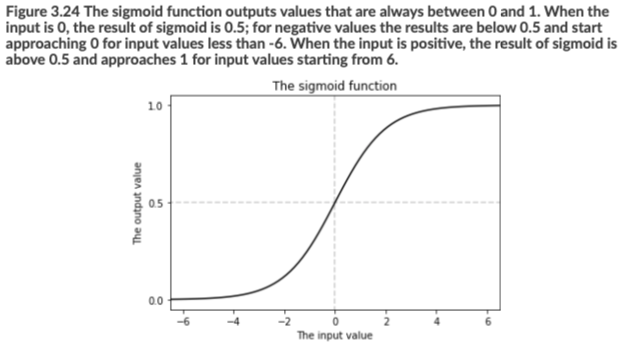 Figure 3.24 The sigmoid function outputs values that are always between 0 and 1. When the
input is 0, the result of sigmoid is 0.5; for negative values the results are below 0.5 and start
approaching 0 for input values less than -6. When the input is positive, the result of sigmoid is
above 0.5 and approaches 1 for input values starting from 6.
The sigmoid function
1.0
0.5
0.0
The output value
−6 −4 −2 0 2 4 6
The input value